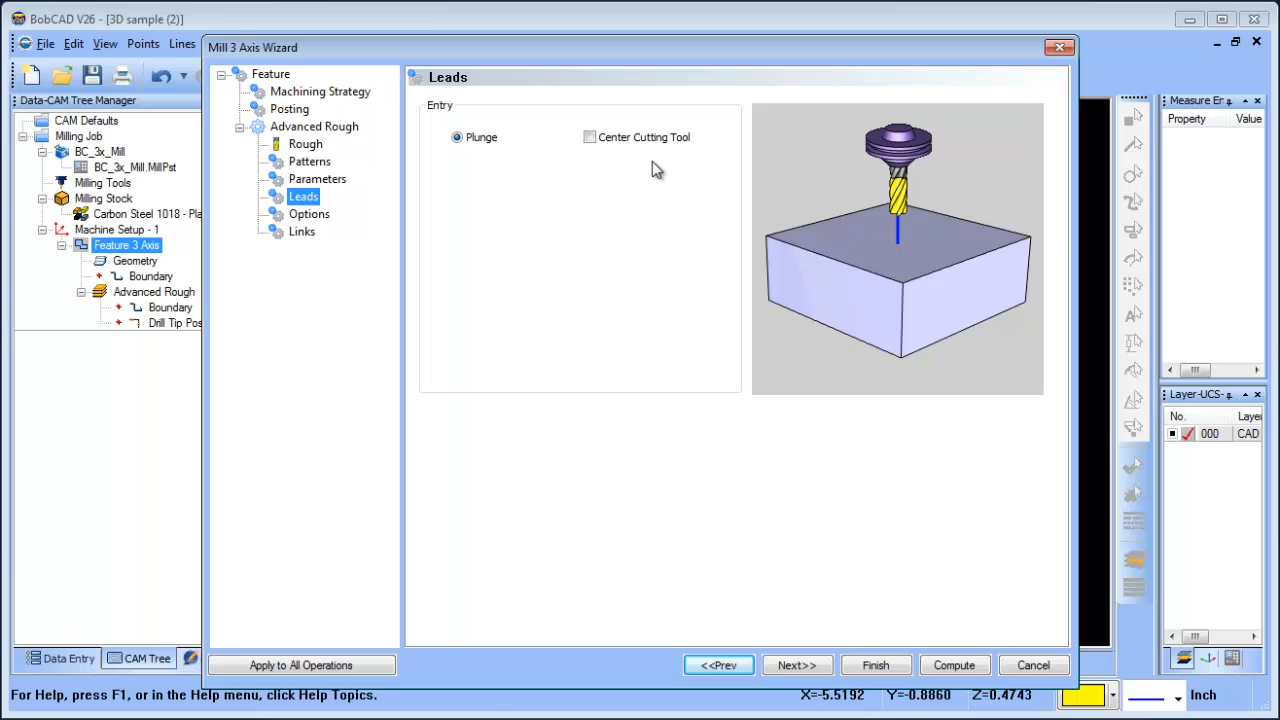 BobCAD V26 - [3D sample (2)]
File Edit View Points Lines
Data-CAM Tree Manager
CAM Defaults
Milling Job
BC_3x_Mill
BC_3x_Mill.MillPst
Milling Tools
Milling Stock
Carbon Steel 1018 - Pla
Machine Setup - 1
Feature 3 Axis
Geometry
Boundary
Advanced Rough
Boundary
Drill Tip Pos
Data Entry
CAM Tree
Mill 3 Axis Wizard
Feature
Machining Strategy
Posting
Advanced Rough
Rough
Patterns
Parameters
Leads
Options
Links
Apply to All Operations
Leads
Entry
Plunge
Center Cutting Tool
<<Prev
Next>>
Finish
Compute
Cancel
Measure Er
Property Value
Layer-UCS-
No. Laye
000 CAD
For Help, press F1, or in the Help menu, click Help Topics.
X=-5.5192 Y=-0.8860 Z=0.4743
Inch